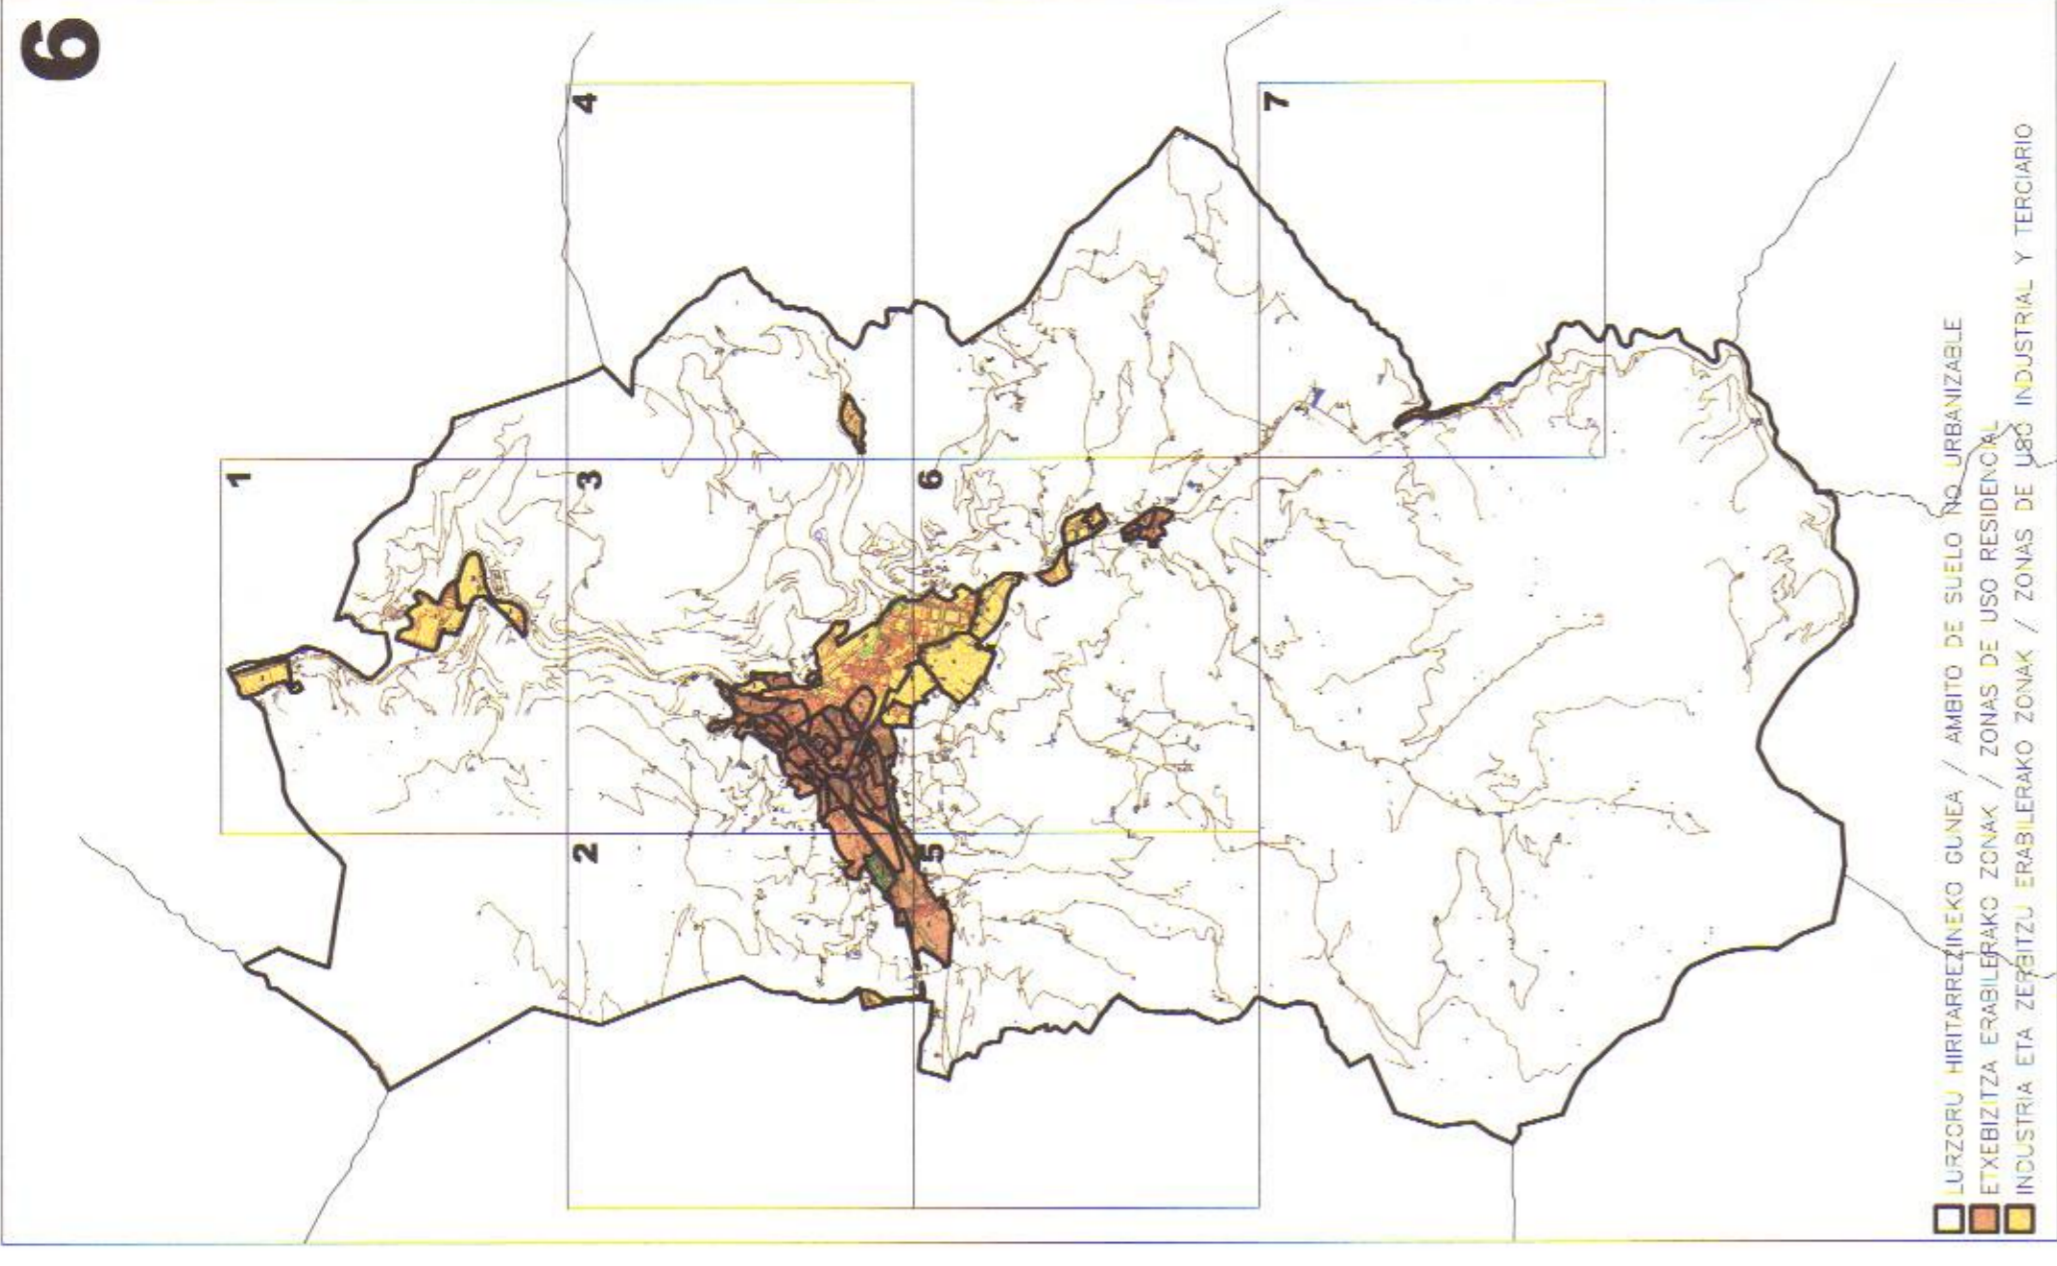 6
1
2
3
4
5
6
7
LURZORU HIRITARREZINEKO GUNEA / AMBITO DE SUELO NO URBANIZABLE
ETXEBIZITZA ERABILERAKO ZONAK / ZONAS DE USO RESIDENCIAL
INDUSTRIA ETA ZERBITZU ERABILERAKO ZONAK / ZONAS DE USO INDUSTRIAL Y TERCIARIO